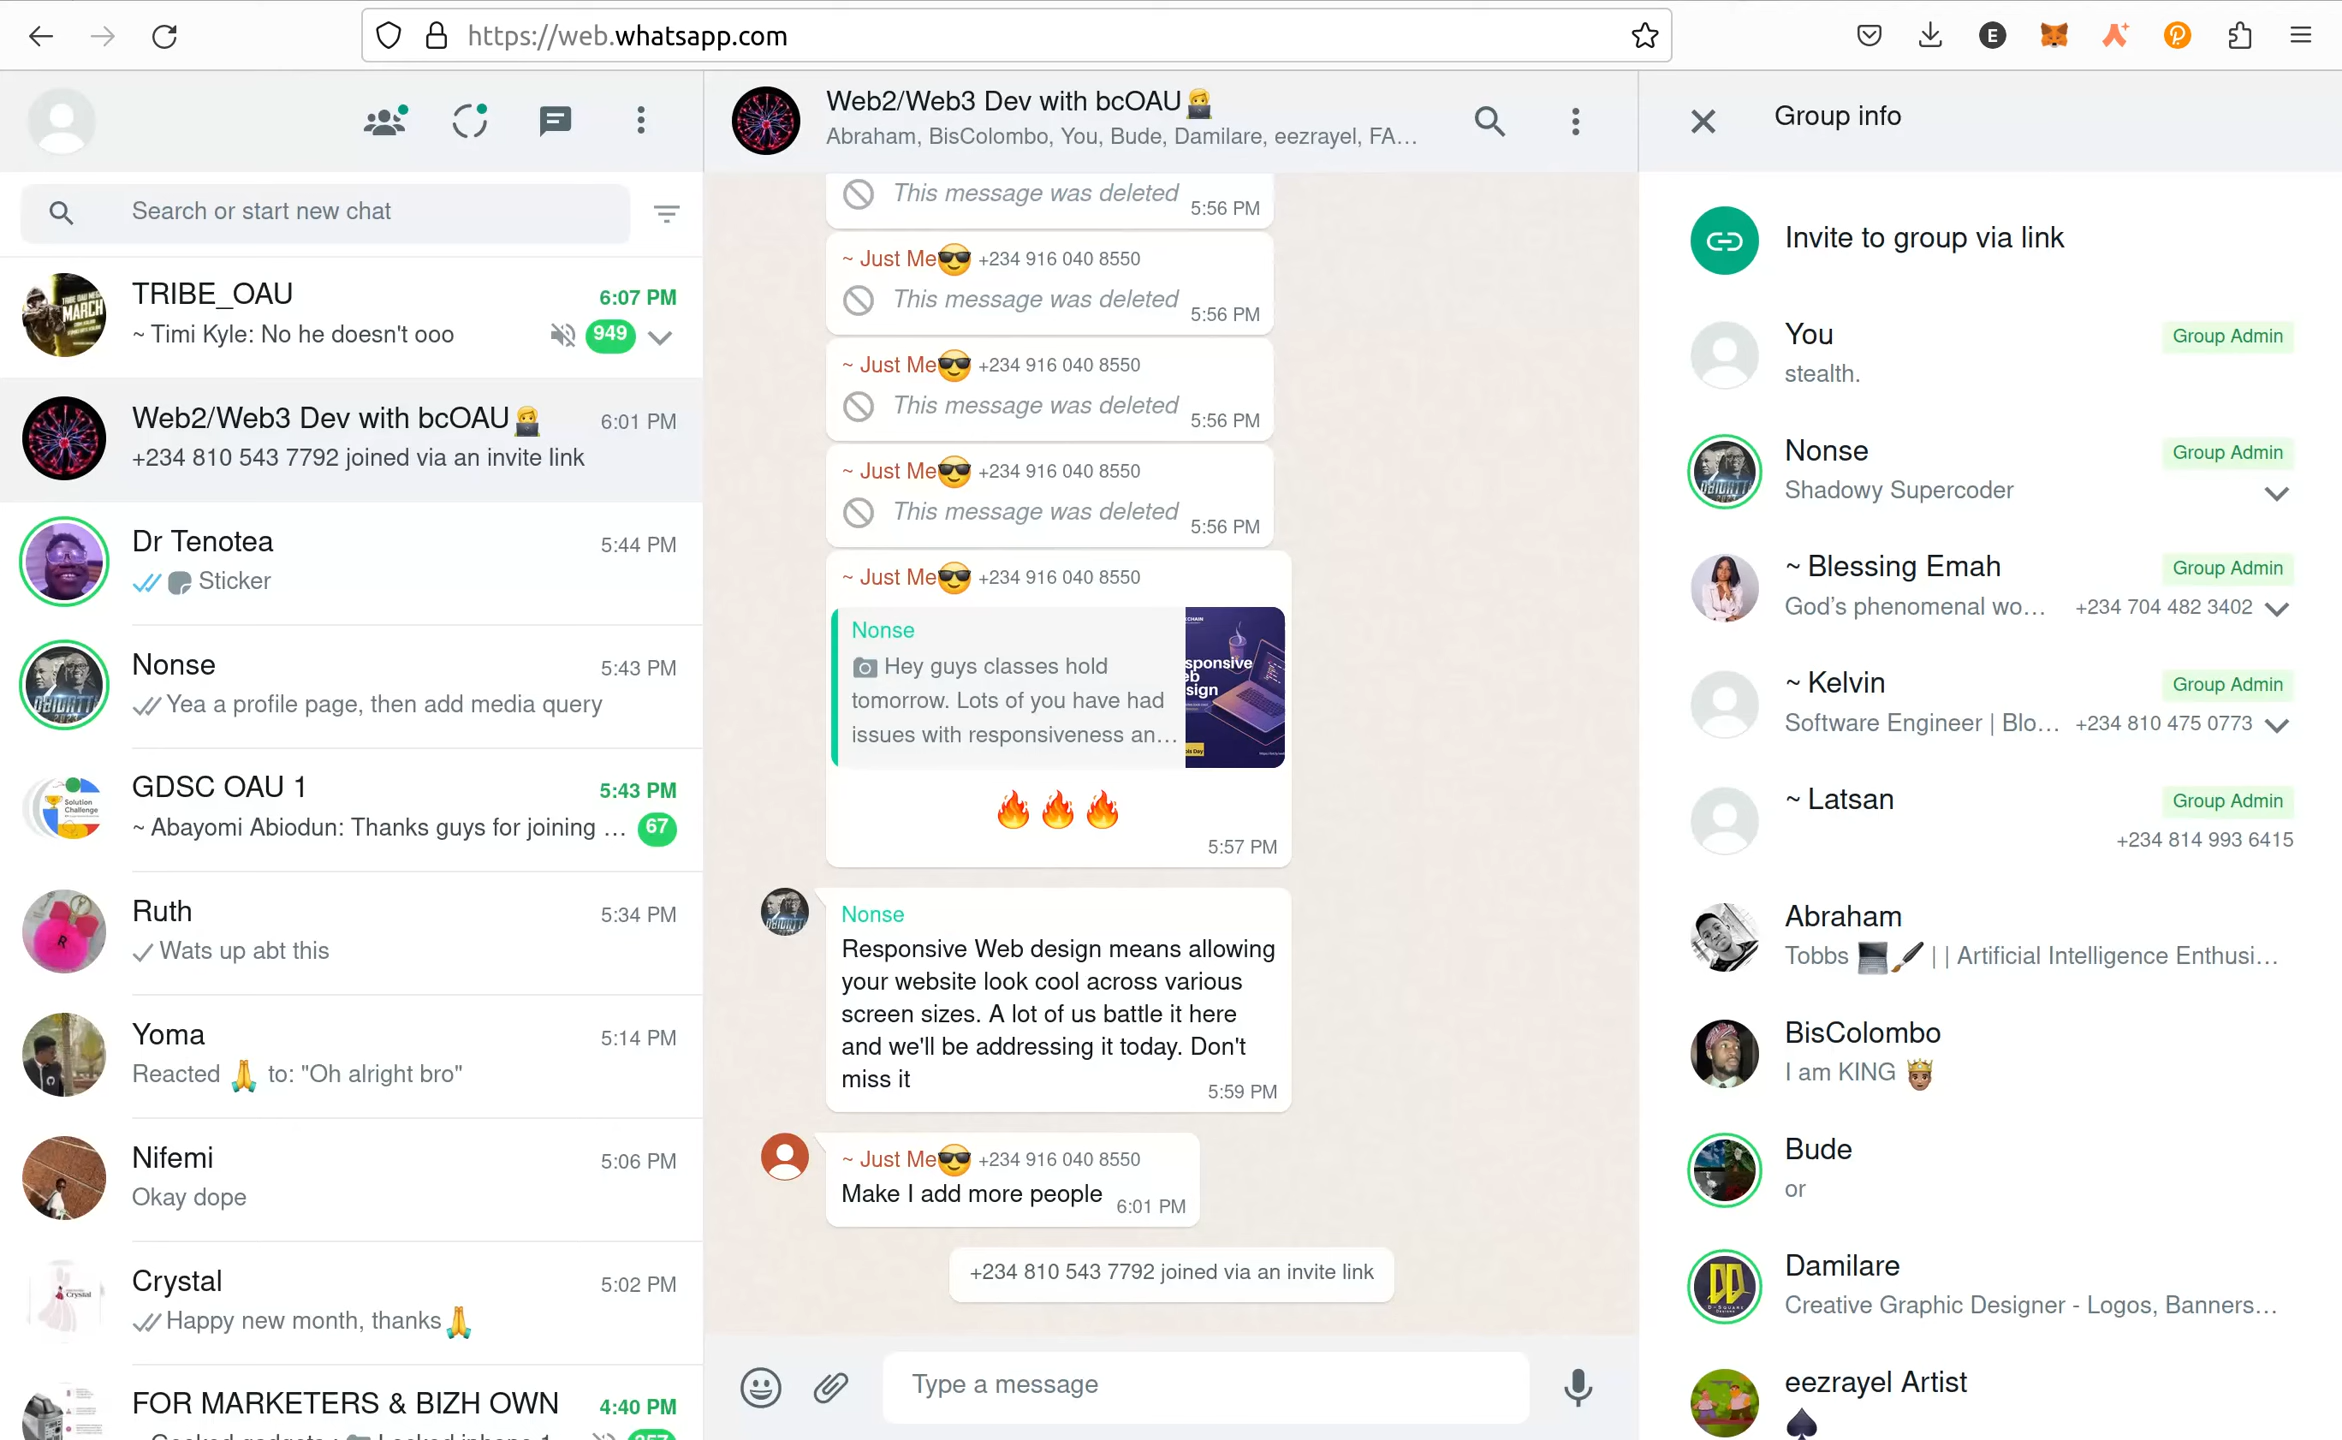 https://web.whatsapp.com
E
Search or start new chat
TRIBE_OAU
6:07 PM
~ Timi Kyle: No he doesn't ooo
949
Web2/Web3 Dev with bcOAU👩‍💻
6:01 PM
+234 810 543 7792 joined via an invite link
Dr Tenotea
5:44 PM
Sticker
Nonse
5:43 PM
Yea a profile page, then add media query
GDSC OAU 1
5:43 PM
~ Abayomi Abiodun: Thanks guys for joining …
67
Solution
Challenge
Ruth
5:34 PM
Wats up abt this
R
Yoma
5:14 PM
Reacted 🙏 to: "Oh alright bro"
Nifemi
5:06 PM
Okay dope
Crystal
5:02 PM
Happy new month, thanks🙏
Crystal
FOR MARKETERS & BIZH OWN
4:40 PM
Web2/Web3 Dev with bcOAU👩‍💻
Abraham, BisColombo, You, Bude, Damilare, eezrayel, FA…
This message was deleted
5:56 PM
~ Just Me😎 +234 916 040 8550
This message was deleted
5:56 PM
~ Just Me😎 +234 916 040 8550
This message was deleted
5:56 PM
~ Just Me😎 +234 916 040 8550
This message was deleted
5:56 PM
~ Just Me😎 +234 916 040 8550
Nonse
Hey guys classes hold
tomorrow. Lots of you have had
issues with responsiveness an…
sponsive
eb
sign
🔥🔥🔥
5:57 PM
Nonse
Responsive Web design means allowing
your website look cool across various
screen sizes. A lot of us battle it here
and we'll be addressing it today. Don't
miss it
5:59 PM
~ Just Me😎 +234 916 040 8550
Make I add more people
6:01 PM
+234 810 543 7792 joined via an invite link
Type a message
Group info
Invite to group via link
You
Group Admin
stealth.
Nonse
Group Admin
Shadowy Supercoder
~ Blessing Emah
Group Admin
God’s phenomenal wo…
+234 704 482 3402
~ Kelvin
Group Admin
Software Engineer | Blo…
+234 810 475 0773
~ Latsan
Group Admin
+234 814 993 6415
Abraham
Tobbs 💻🖌️ | | Artificial Intelligence Enthusi…
BisColombo
I am KING 🤴🏾
Bude
or
Damilare
Creative Graphic Designer - Logos, Banners…
eezrayel Artist
♠️